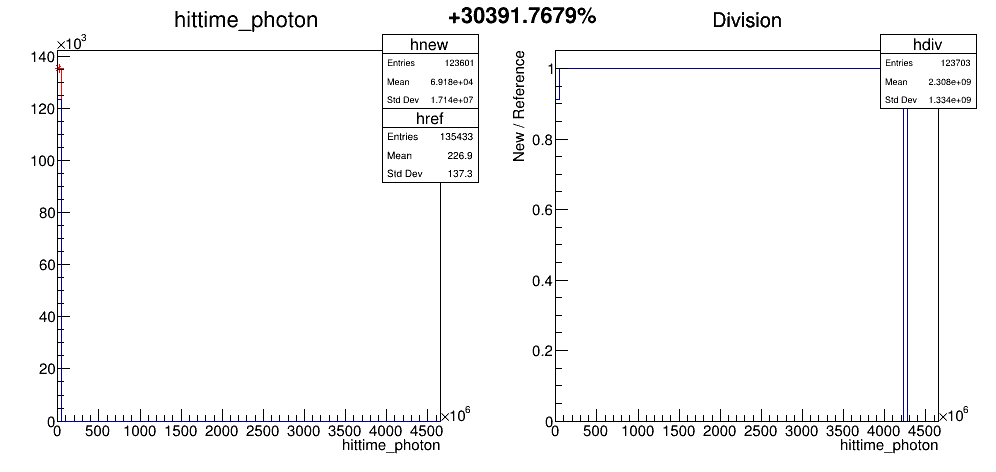 +30391.7679%
hittime_photon
×10³
140
120
100
80
60
40
20
0
0 500 1000 1500 2000 2500 3000 3500 4000 4500
×10⁶
hittime_photon
hnew
Entries 123601
Mean 6.918e+04
Std Dev 1.714e+07
href
Entries 135433
Mean 226.9
Std Dev 137.3
Division
New / Reference
1
0.8
0.6
0.4
0.2
0
0 500 1000 1500 2000 2500 3000 3500 4000 4500
×10⁶
hittime_photon
hdiv
Entries 123703
Mean 2.308e+09
Std Dev 1.334e+09